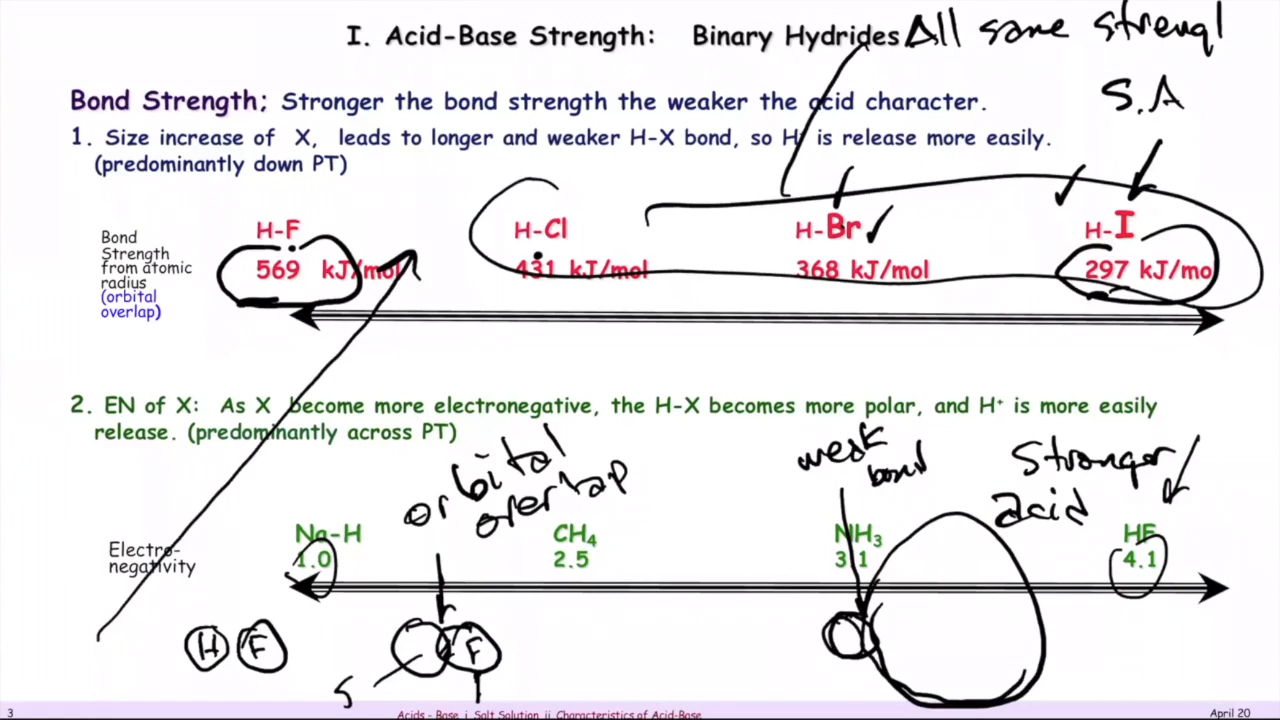 I. Acid-Base Strength: Binary Hydrides All same strengt
S.A
Bond Strength; Stronger the bond strength the weaker the acid character.
1. Size increase of X, leads to longer and weaker H-X bond, so H+ is release more easily.
(predominantly down PT)
H-F H-Cl H-Br H-I
569 kJ/mol 431 kJ/mol 368 kJ/mol 297 kJ/mo
Bond
Strength
from atomic
radius
(orbital
overlap)
2. EN of X: As X become more electronegative, the H-X becomes more polar, and H+ is more easily
release. (predominantly across PT)
orbital
overlap
weak
bond
Stronger
acid
Na-H CH4 NH3 HF
1.0 2.5 3.1 4.1
Electro-
negativity
H F F
S
3 Acids - Base i Salt Solution ii Characteristics of Acid-Base April 20